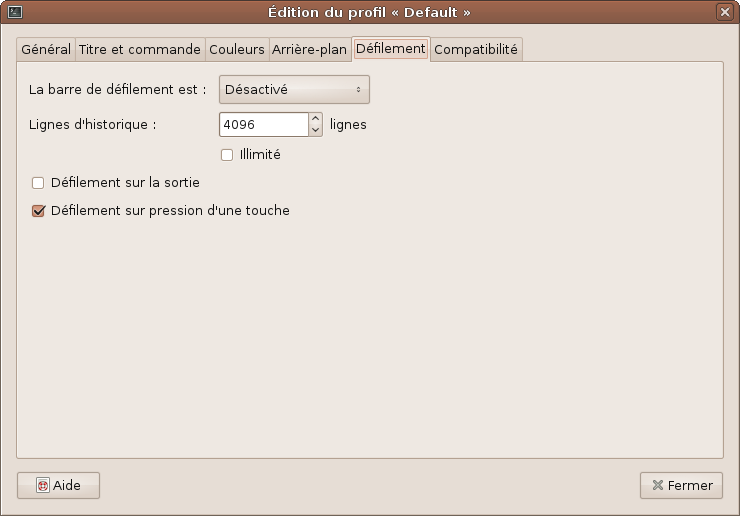 Édition du profil « Default »
Général Titre et commande Couleurs Arrière-plan Défilement Compatibilité
La barre de défilement est : Désactivé
Lignes d'historique : 4096 lignes
Illimité
Défilement sur la sortie
Défilement sur pression d'une touche
Aide Fermer